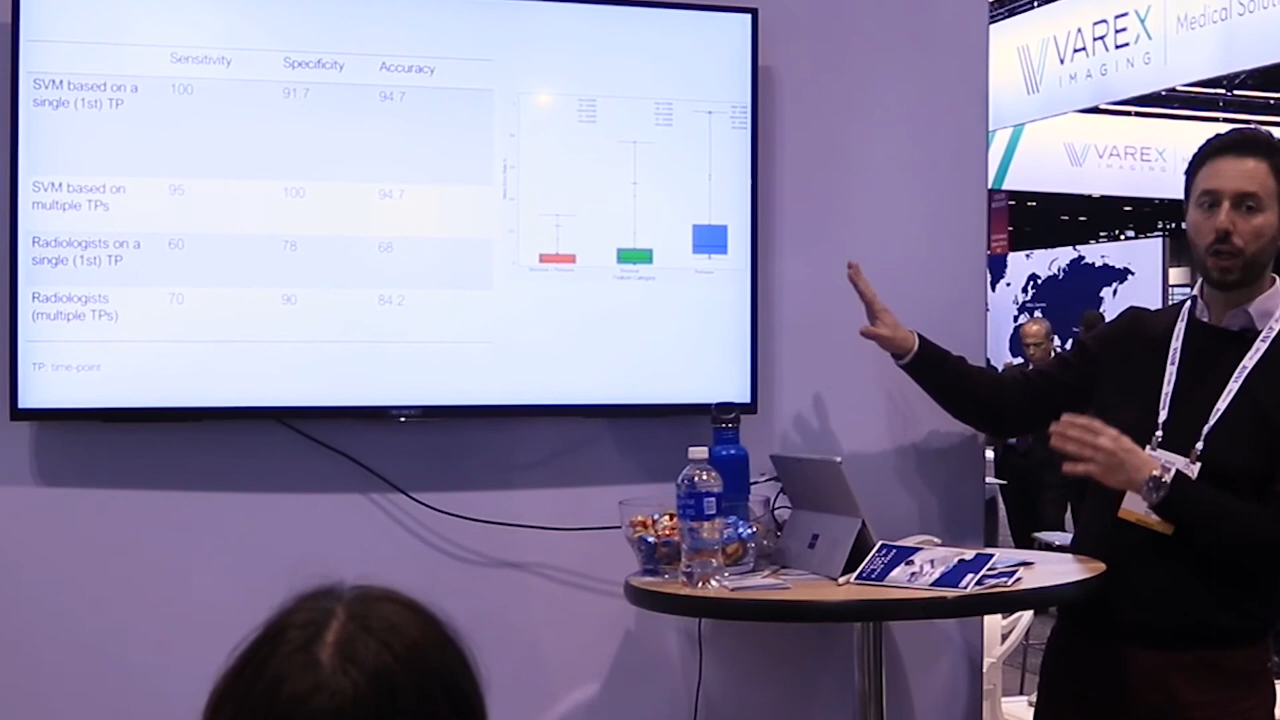 Sensitivity Specificity Accuracy
SVM based on a 100 91.7 94.7
single (1st) TP
SVM based on 95 100 94.7
multiple TPs
Radiologists on a 60 78 68
single (1st) TP
Radiologists 70 90 84.2
(multiple TPs)
TP: time-point
Feature Category
VAREX Medical
IMAGING
VAREX
IMAGING